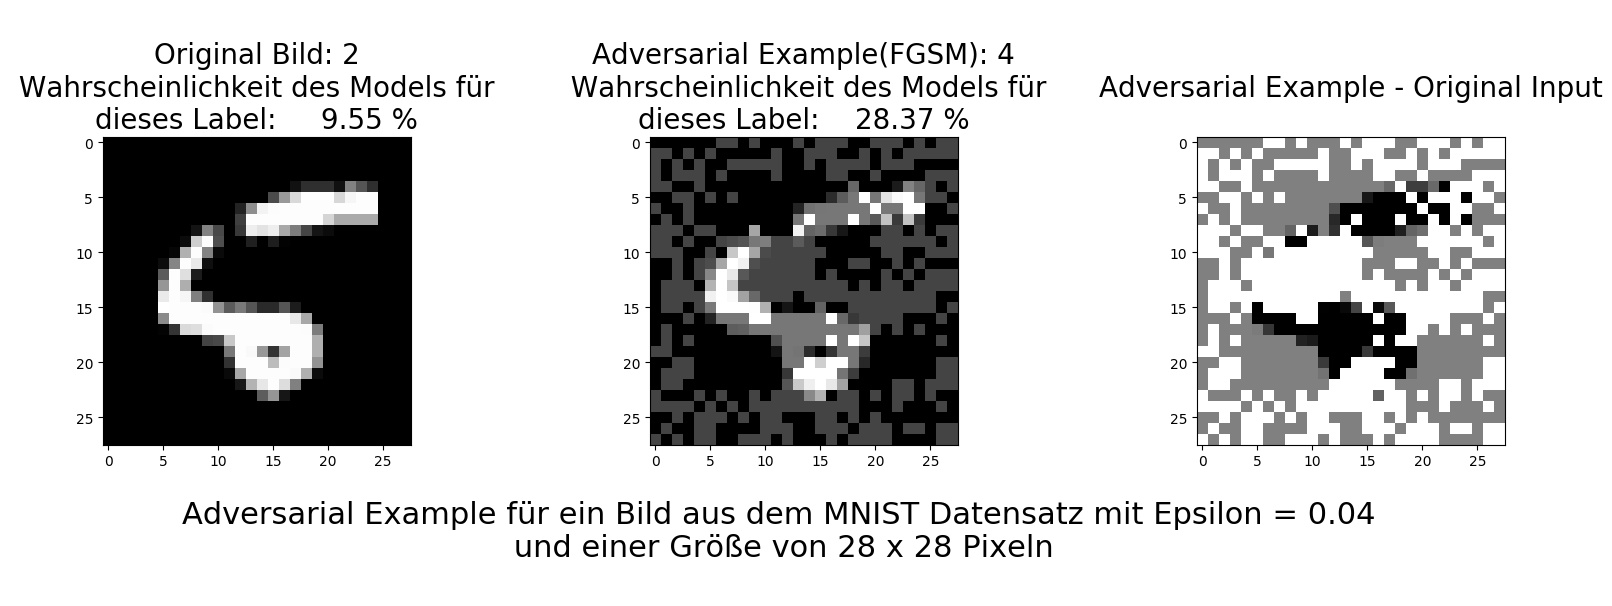 Original Bild: 2
Wahrscheinlichkeit des Models für
dieses Label: 9.55 %
0
5
10
15
20
25
0 5 10 15 20 25
Adversarial Example(FGSM): 4
Wahrscheinlichkeit des Models für
dieses Label: 28.37 %
0
5
10
15
20
25
0 5 10 15 20 25
Adversarial Example - Original Input
0
5
10
15
20
25
0 5 10 15 20 25
Adversarial Example für ein Bild aus dem MNIST Datensatz mit Epsilon = 0.04
und einer Größe von 28 x 28 Pixeln